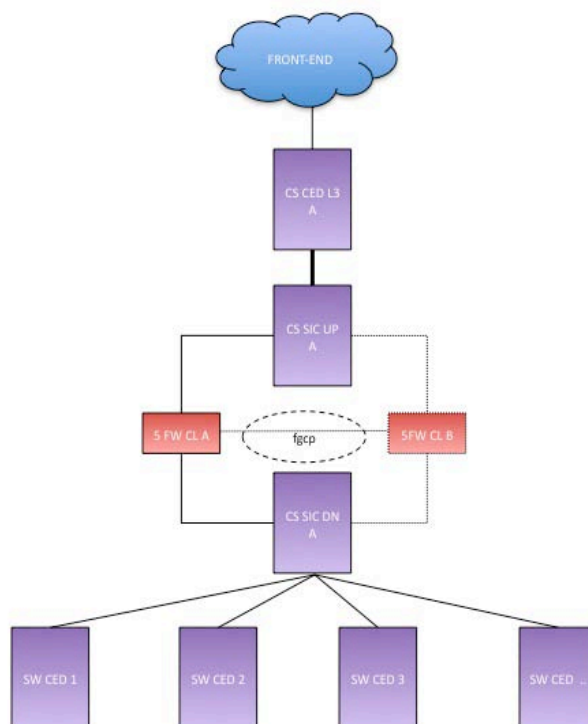 FRONT-END
CS CED L3
A
CS SIC UP
A
5 FW CL A
fgcp
5FW CL B
CS SIC DN
A
SW CED 1
SW CED 2
SW CED 3
SW CED ..